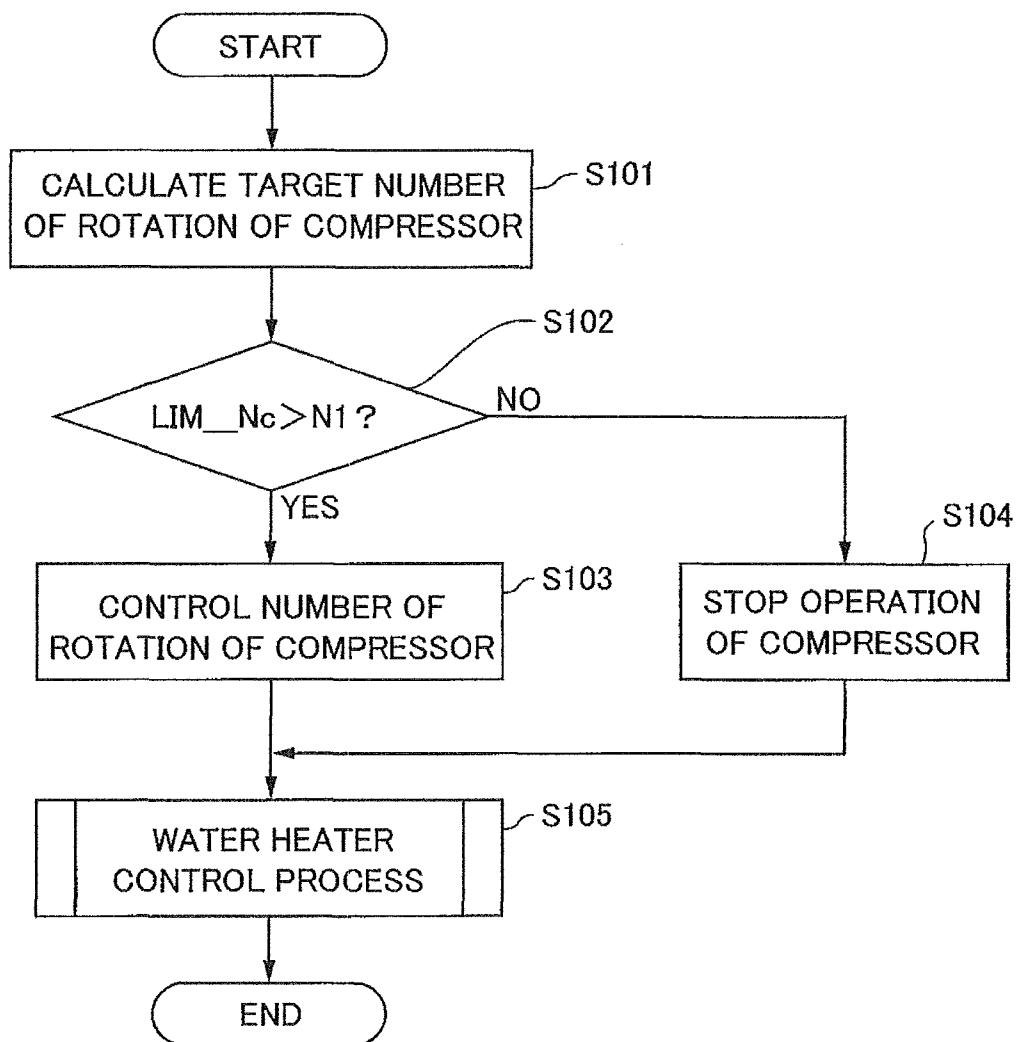 START
CALCULATE TARGET NUMBER
OF ROTATION OF COMPRESSOR
S101
S102
LIM__Nc>N1?
NO
YES
S103
CONTROL NUMBER OF
ROTATION OF COMPRESSOR
S104
STOP OPERATION
OF COMPRESSOR
S105
WATER HEATER
CONTROL PROCESS
END